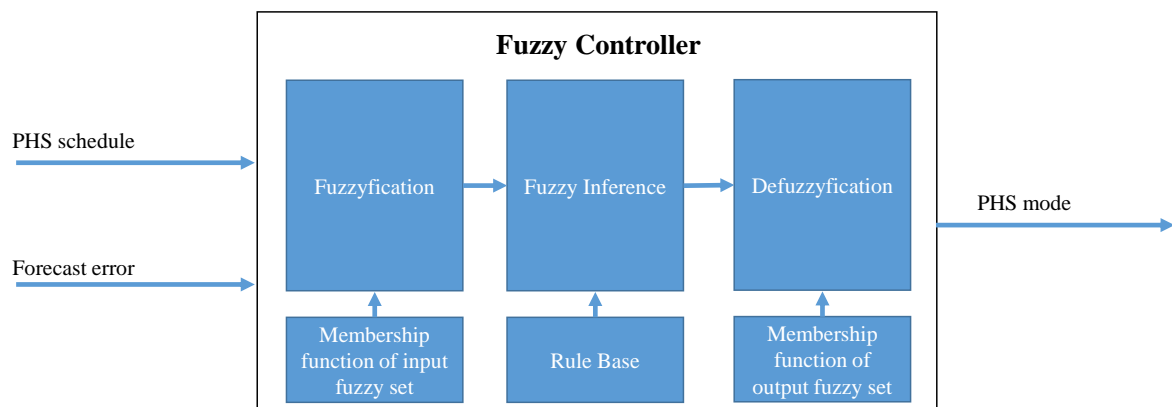 Fuzzy Controller
PHS schedule
Forecast error
Fuzzyfication
Fuzzy Inference
Defuzzyfication
PHS mode
Membership
function of input
fuzzy set
Rule Base
Membership
function of
output fuzzy set